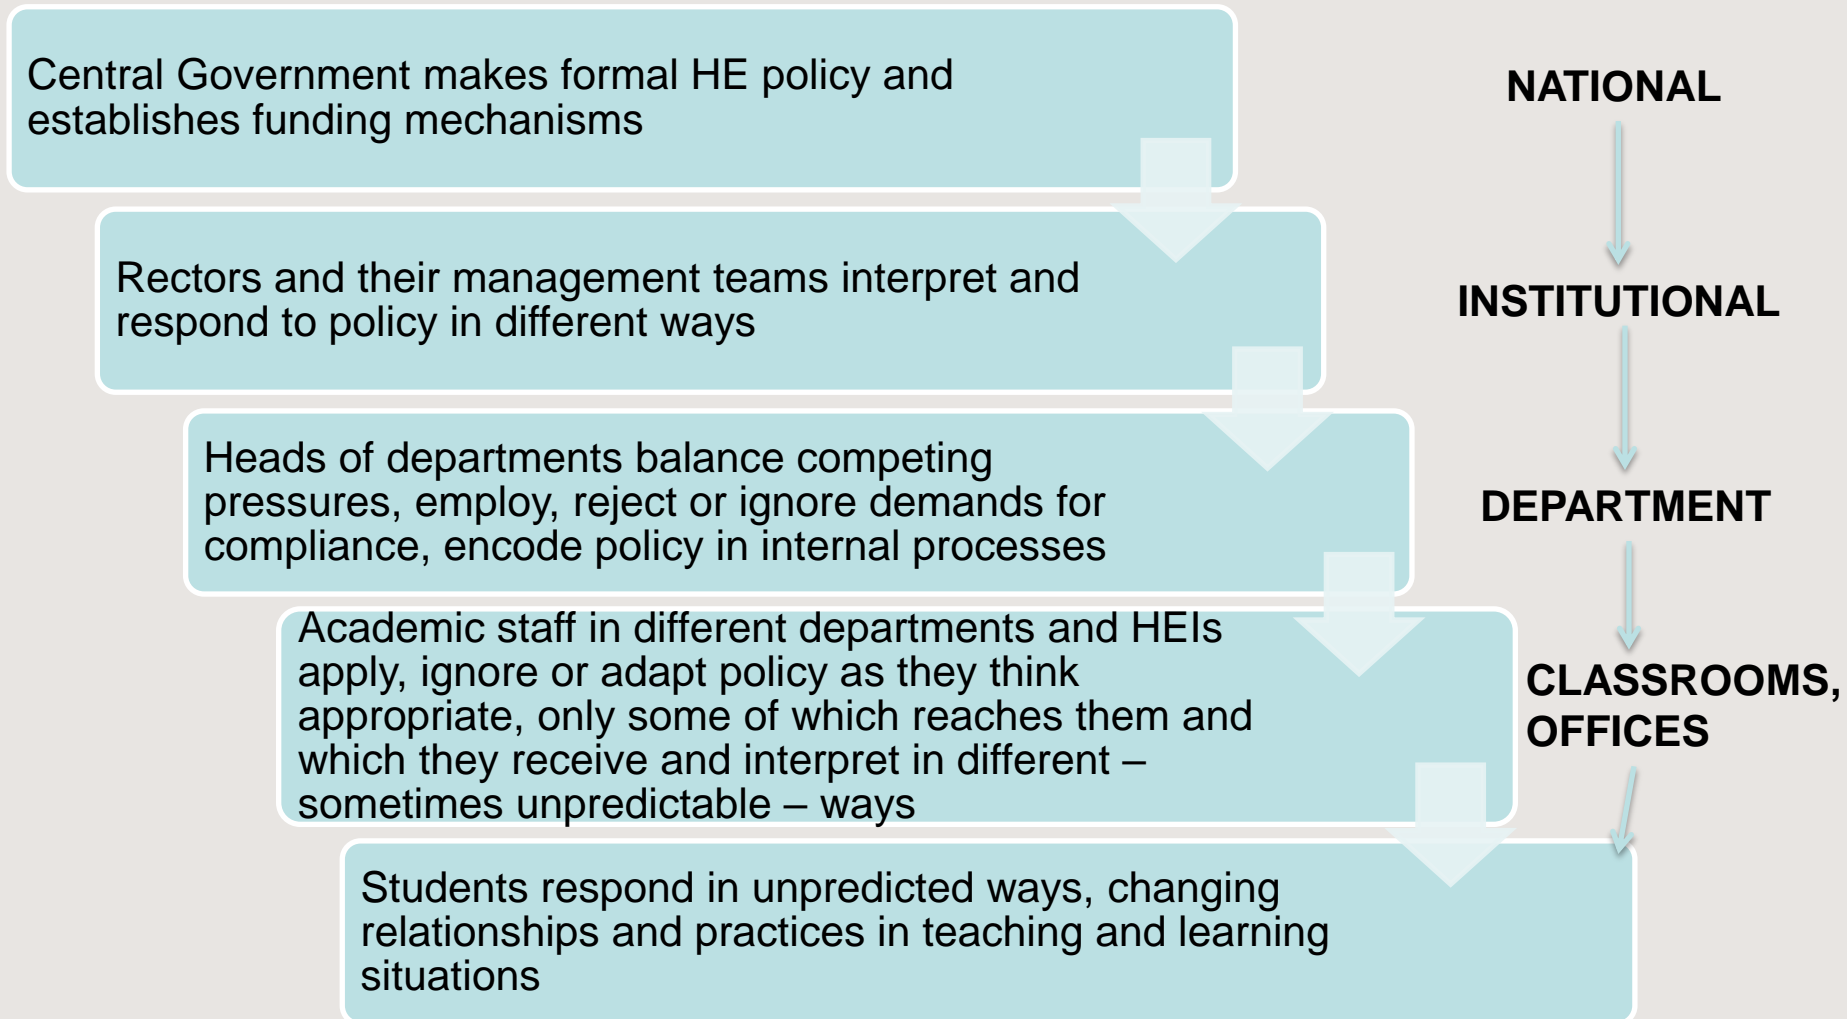 Central Government makes formal HE policy and
establishes funding mechanisms
NATIONAL
Rectors and their management teams interpret and
respond to policy in different ways
INSTITUTIONAL
Heads of departments balance competing
pressures, employ, reject or ignore demands for
compliance, encode policy in internal processes
DEPARTMENT
Academic staff in different departments and HEIs
apply, ignore or adapt policy as they think
appropriate, only some of which reaches them and
which they receive and interpret in different –
sometimes unpredictable – ways
CLASSROOMS,
OFFICES
Students respond in unpredicted ways, changing
relationships and practices in teaching and learning
situations